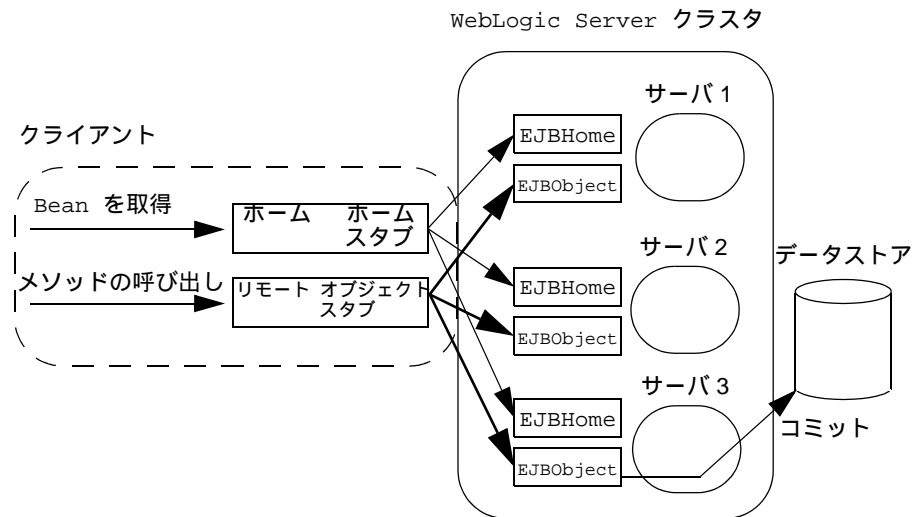 WebLogic Server クラスタ
サーバ 1
クライアント
EJBHome
EJBObject
Bean を取得
ホーム ホーム
スタブ
サーバ 2
データストア
メソッドの呼び出し
リモート オブジェクト
スタブ
EJBHome
EJBObject
サーバ 3
EJBHome
コミット
EJBObject